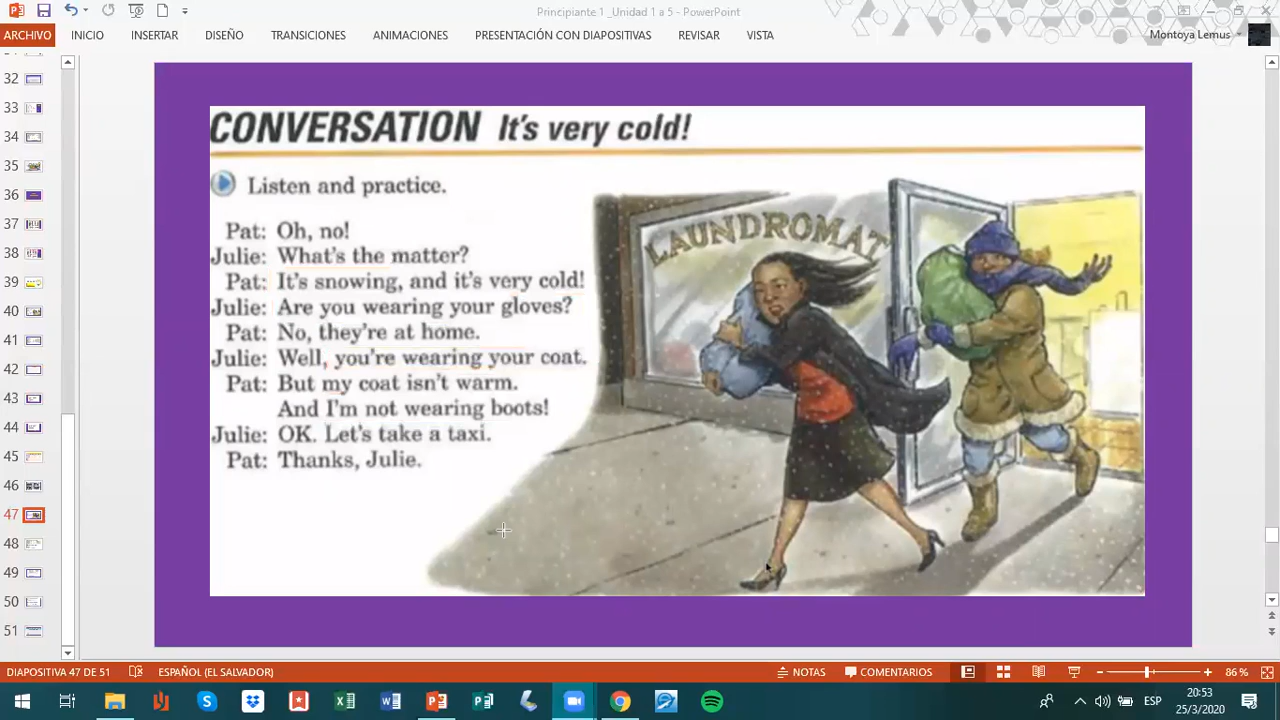 Principiante 1 _Unidad 1 a 5 - PowerPoint
ARCHIVO INICIO INSERTAR DISEÑO TRANSICIONES ANIMACIONES PRESENTACIÓN CON DIAPOSITIVAS REVISAR VISTA Montoya Lemus
32
33
34
35
36
37
38
39
40
41
42
43
44
45
46
47
48
49
50
51
CONVERSATION It's very cold!
Listen and practice.
Pat: Oh, no!
Julie: What's the matter?
Pat: It's snowing, and it's very cold!
Julie: Are you wearing your gloves?
Pat: No, they're at home.
Julie: Well, you're wearing your coat.
Pat: But my coat isn't warm.
And I'm not wearing boots!
Julie: OK. Let's take a taxi.
Pat: Thanks, Julie.
LAUNDROMAT
DIAPOSITIVA 47 DE 51 ESPAÑOL (EL SALVADOR) NOTAS COMENTARIOS 86 %
ESP 20:53
25/3/2020